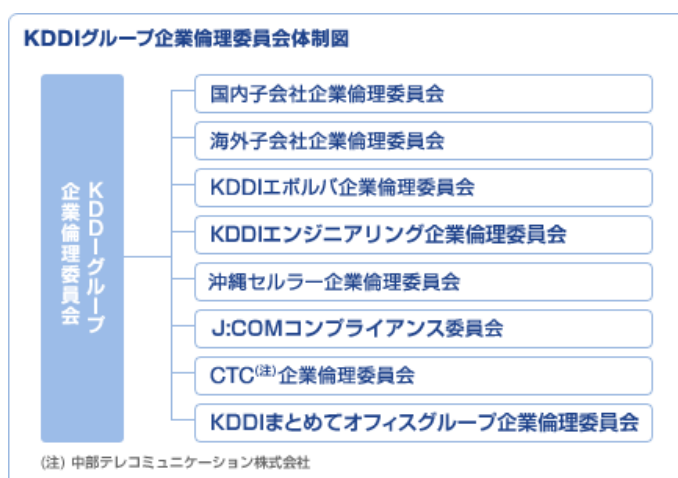 KDDIグループ企業倫理委員会体制図
KDDIグループ
企業倫理委員会
国内子会社企業倫理委員会
海外子会社企業倫理委員会
KDDIエボルバ企業倫理委員会
KDDIエンジニアリング企業倫理委員会
沖縄セルラー企業倫理委員会
J:COMコンプライアンス委員会
CTC(注)企業倫理委員会
KDDIまとめてオフィスグループ企業倫理委員会
(注) 中部テレコミュニケーション株式会社